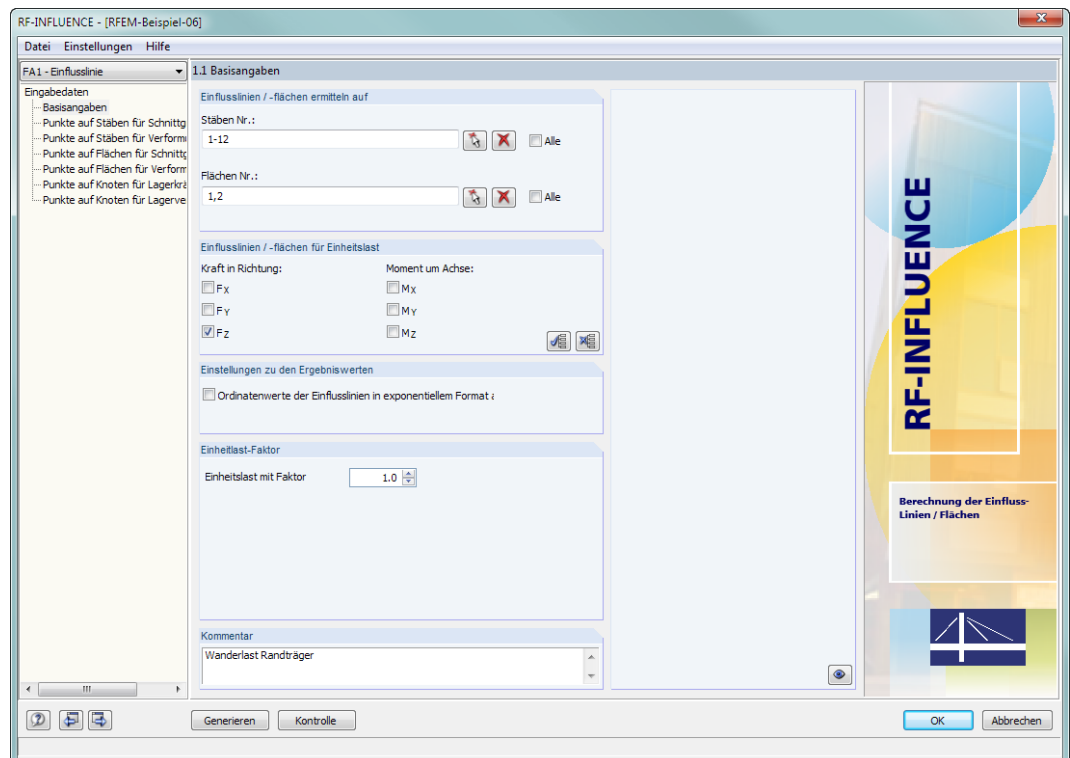 RF-INFLUENCE - [RFEM-Beispiel-06]
Datei Einstellungen Hilfe
FA1 - Einflusslinie
1.1 Basisangaben
Eingabedaten
Basisangaben
Punkte auf Stäben für Schnittg
Punkte auf Stäben für Verformu
Punkte auf Flächen für Schnittg
Punkte auf Flächen für Verform
Punkte auf Knoten für Lagerkrä
Punkte auf Knoten für Lagerve
Einflusslinien / -flächen ermitteln auf
Stäben Nr.:
1-12
Alle
Flächen Nr.:
1,2
Alle
Einflusslinien / -flächen für Einheitslast
Kraft in Richtung: Moment um Achse:
FX MX
FY MY
FZ MZ
Einstellungen zu den Ergebniswerten
Ordinatenwerte der Einflusslinien in exponentiellem Format a
Einheitlast-Faktor
Einheitslast mit Faktor 1.0
Kommentar
Wanderlast Randträger
RF-INFLUENCE
Berechnung der Einfluss-
Linien / Flächen
Generieren Kontrolle OK Abbrechen